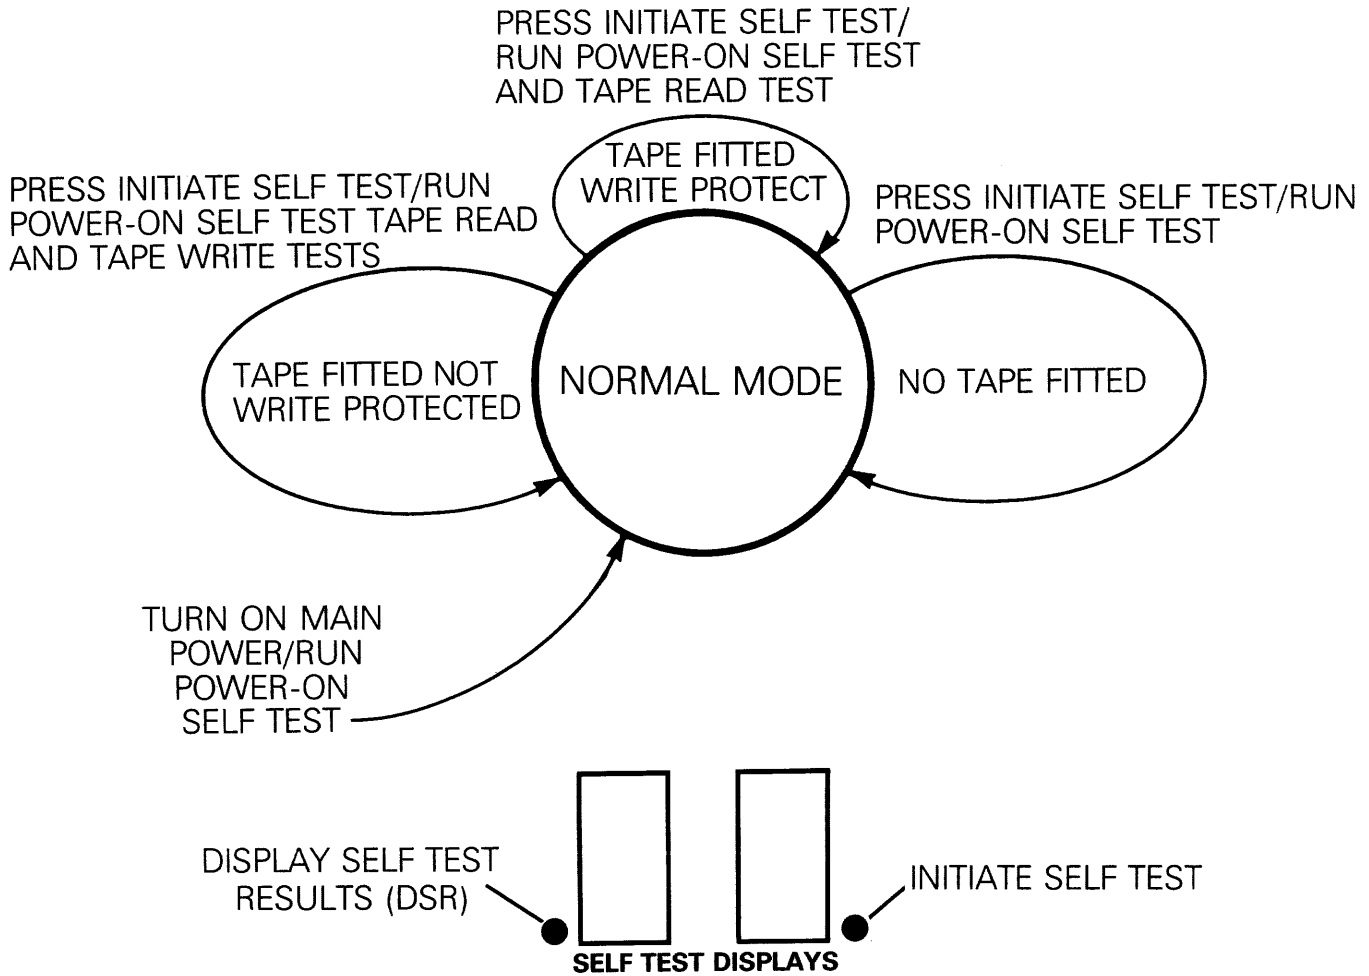 PRESS INITIATE SELF TEST/
RUN POWER-ON SELF TEST
AND TAPE READ TEST
TAPE FITTED
WRITE PROTECT
PRESS INITIATE SELF TEST/RUN
POWER-ON SELF TEST TAPE READ
AND TAPE WRITE TESTS
PRESS INITIATE SELF TEST/RUN
POWER-ON SELF TEST
TAPE FITTED NOT
WRITE PROTECTED
NORMAL MODE
NO TAPE FITTED
TURN ON MAIN
POWER/RUN
POWER-ON
SELF TEST
DISPLAY SELF TEST
RESULTS (DSR)
INITIATE SELF TEST
SELF TEST DISPLAYS